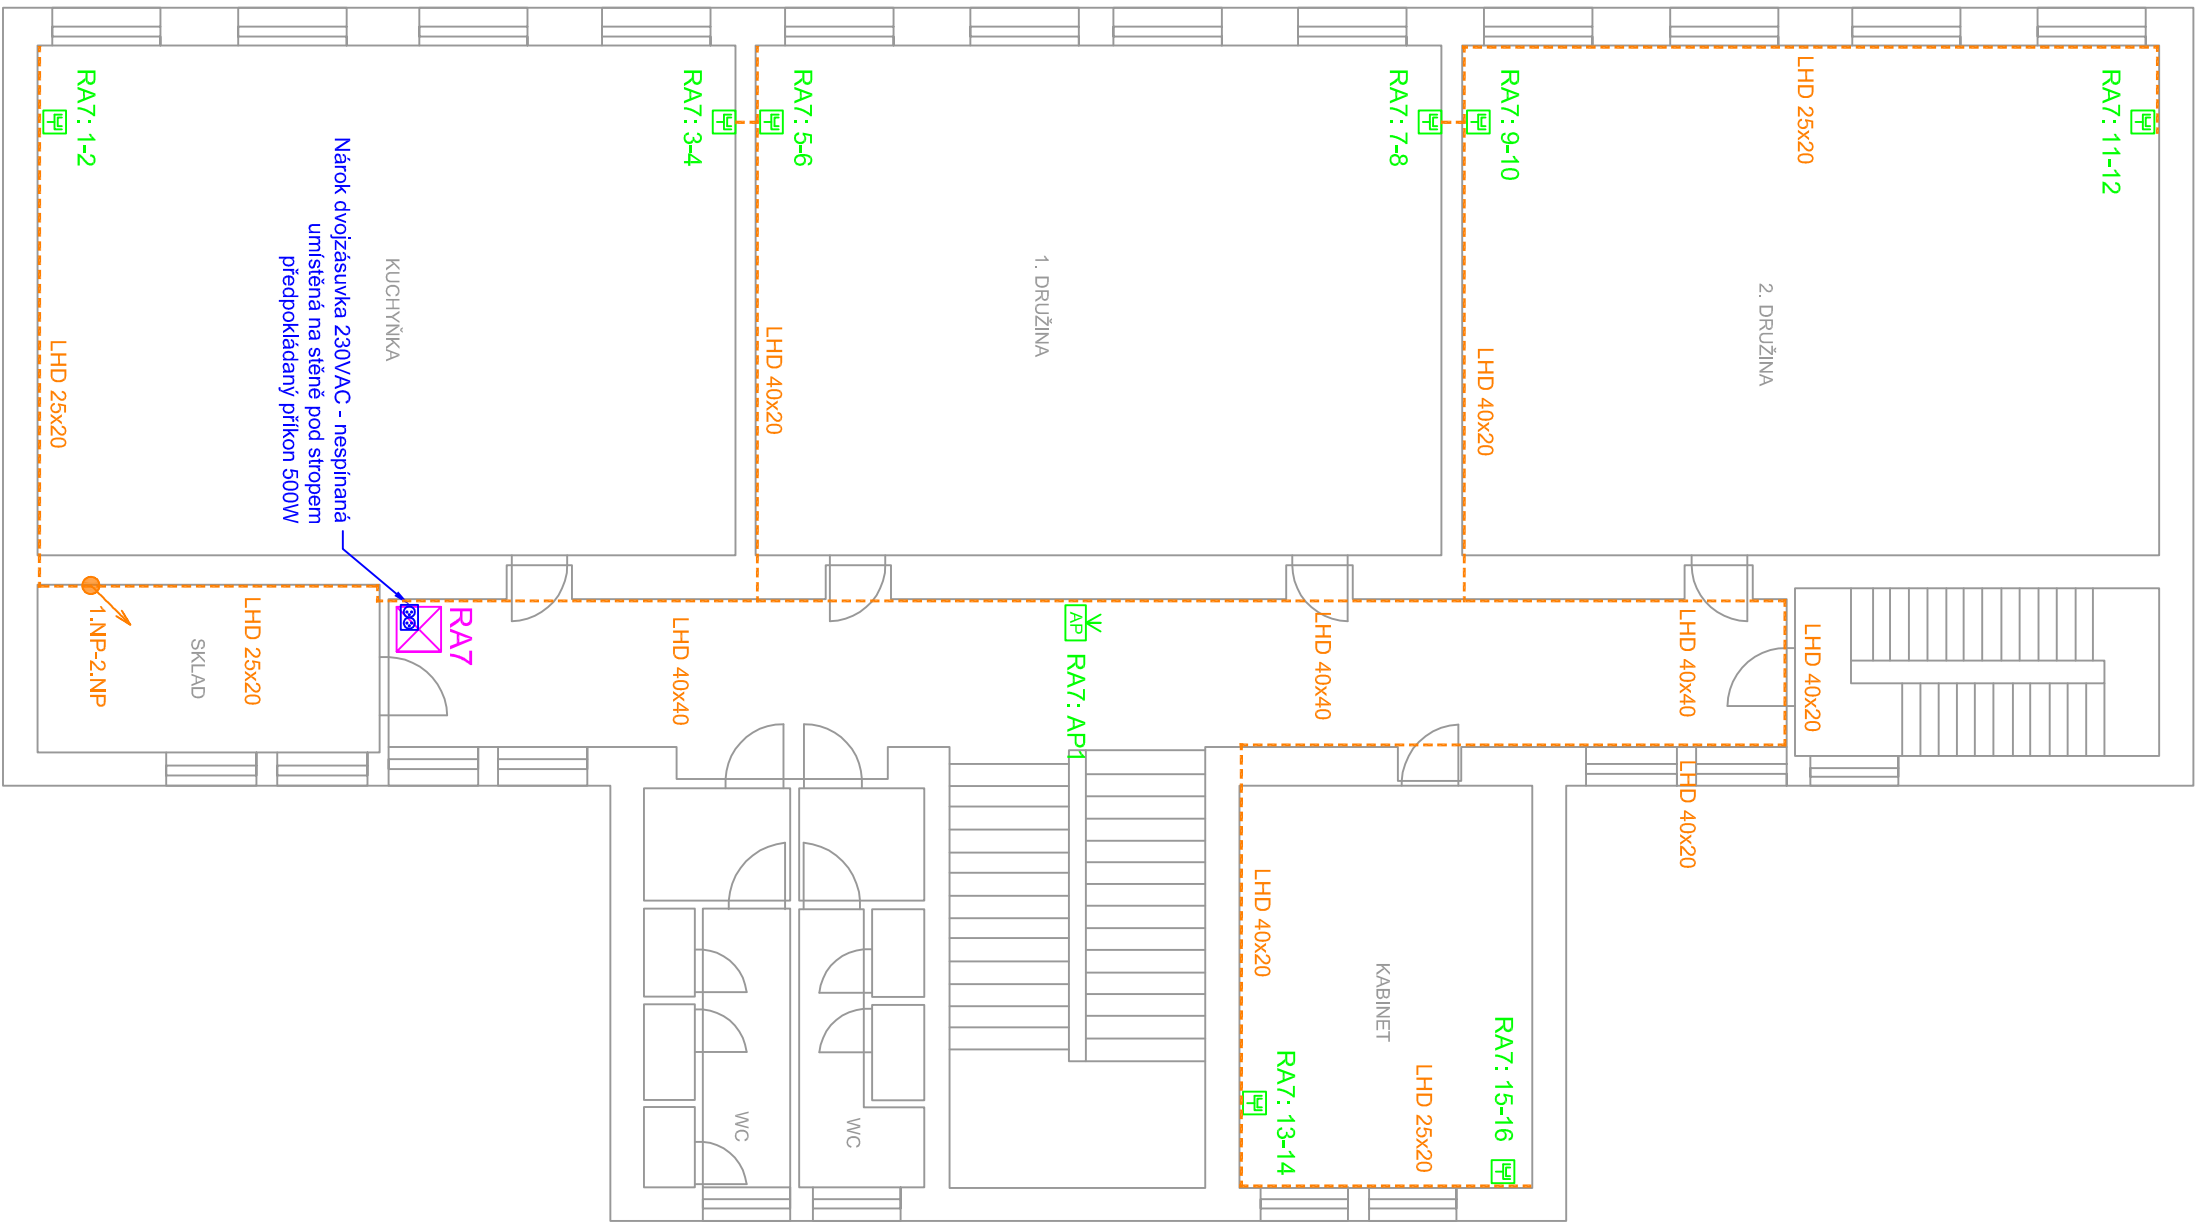 RA7: 1-2
RA7: 3-4
RA7: 5-6
RA7: 7-8
RA7: 9-10
LHD 25x20
RA7: 11-12
Nárok dvojzásuvka 230VAC - nespínaná
umístěná na stěně pod stropem
předpokládaný příkon 500W
KUCHYŇKA
1. DRUŽINA
2. DRUŽINA
LHD 25x20
LHD 40x20
LHD 40x20
1.NP-2.NP
SKLAD
LHD 25x20
RA7
LHD 40x40
AP
RA7: AP1
LHD 40x40
LHD 40x40
LHD 40x20
LHD 40x20
LHD 40x20
KABINET
RA7: 13-14
LHD 25x20
RA7: 15-16
WC
WC